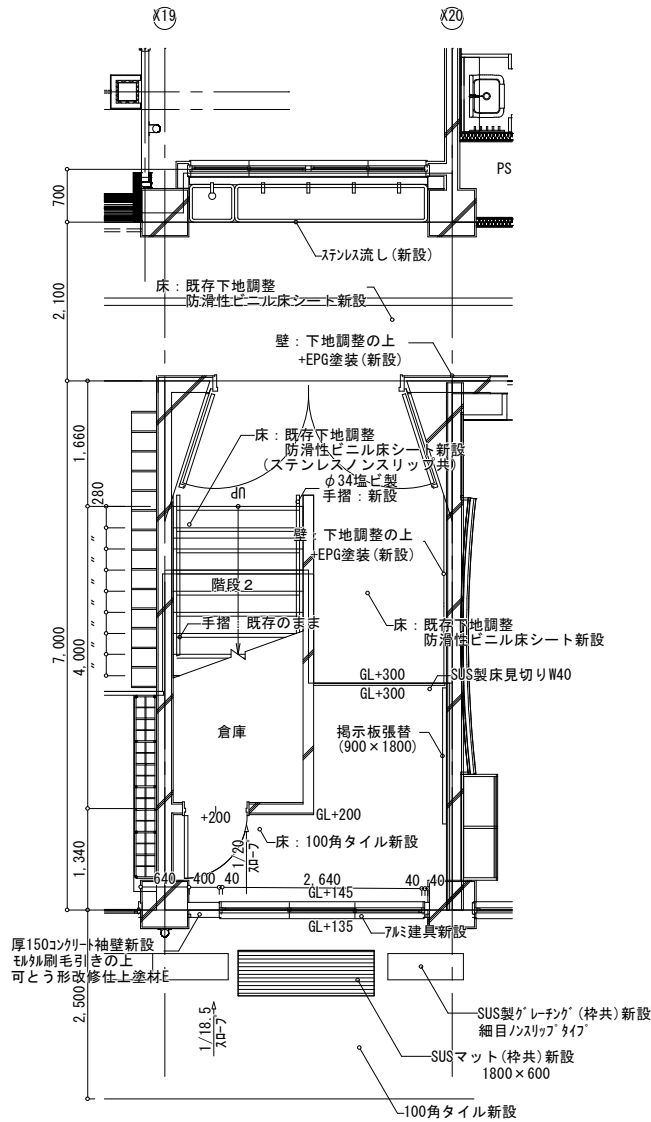 X19
X20
PS
700
ステンレス流し(新設)
床：既存下地調整
防滑性ビニル床シート新設
2,100
壁：下地調整の上
+EPG塗装(新設)
1,660
床：既存下地調整
防滑性ビニル床シート新設
(ステンレスノンスリップ共)
φ34塩ビ製
手摺：新設
UP
280
〃
〃
〃
〃
〃
〃
〃
壁：下地調整の上
+EPG塗装(新設)
階段２
床：既存下地調整
防滑性ビニル床シート新設
手摺　既存のまま
7,000
4,000
GL+300
GL+300
SUS製床見切りW40
倉庫
掲示板張替
(900×1800)
+200
GL+200
床：100角タイル新設
1/20
スロープ
1,340
640
400
40
2,640
40
40
GL+145
GL+135
アルミ建具新設
厚150コンクリート袖壁新設
モルタル刷毛引きの上
可とう形改修仕上塗材E
2,500
1/18.5
スロープ
SUS製グレーチング(枠共)新設
細目ノンスリップタイプ
SUSマット(枠共)新設
1800×600
100角タイル新設